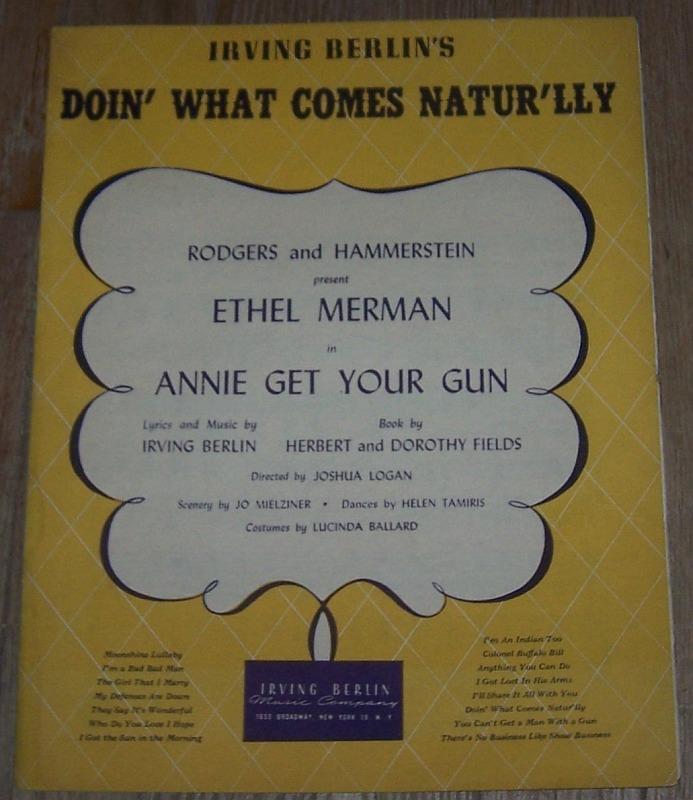 IRVING BERLIN'S
DOIN' WHAT COMES NATUR'LLY
RODGERS and HAMMERSTEIN
present
ETHEL MERMAN
in
ANNIE GET YOUR GUN
Lyrics and Music by
IRVING BERLIN
Book by
HERBERT and DOROTHY FIELDS
Directed by JOSHUA LOGAN
Scenery by JO MIELZINER • Dances by HELEN TAMIRIS
Costumes by LUCINDA BALLARD
Moonshine Lullaby
I'm a Bad Bad Man
The Girl That I Marry
My Defenses Are Down
They Say It's Wonderful
Who Do You Love I Hope
I Got the Sun in the Morning
IRVING BERLIN
Music Company
1650 BROADWAY, NEW YORK 19, N. Y.
I'm An Indian Too
Colonel Buffalo Bill
Anything You Can Do
I Got Lost In His Arms
I'll Share It All With You
Doin' What Comes Natur'lly
You Can't Get a Man With a Gun
There's No Business Like Show Business